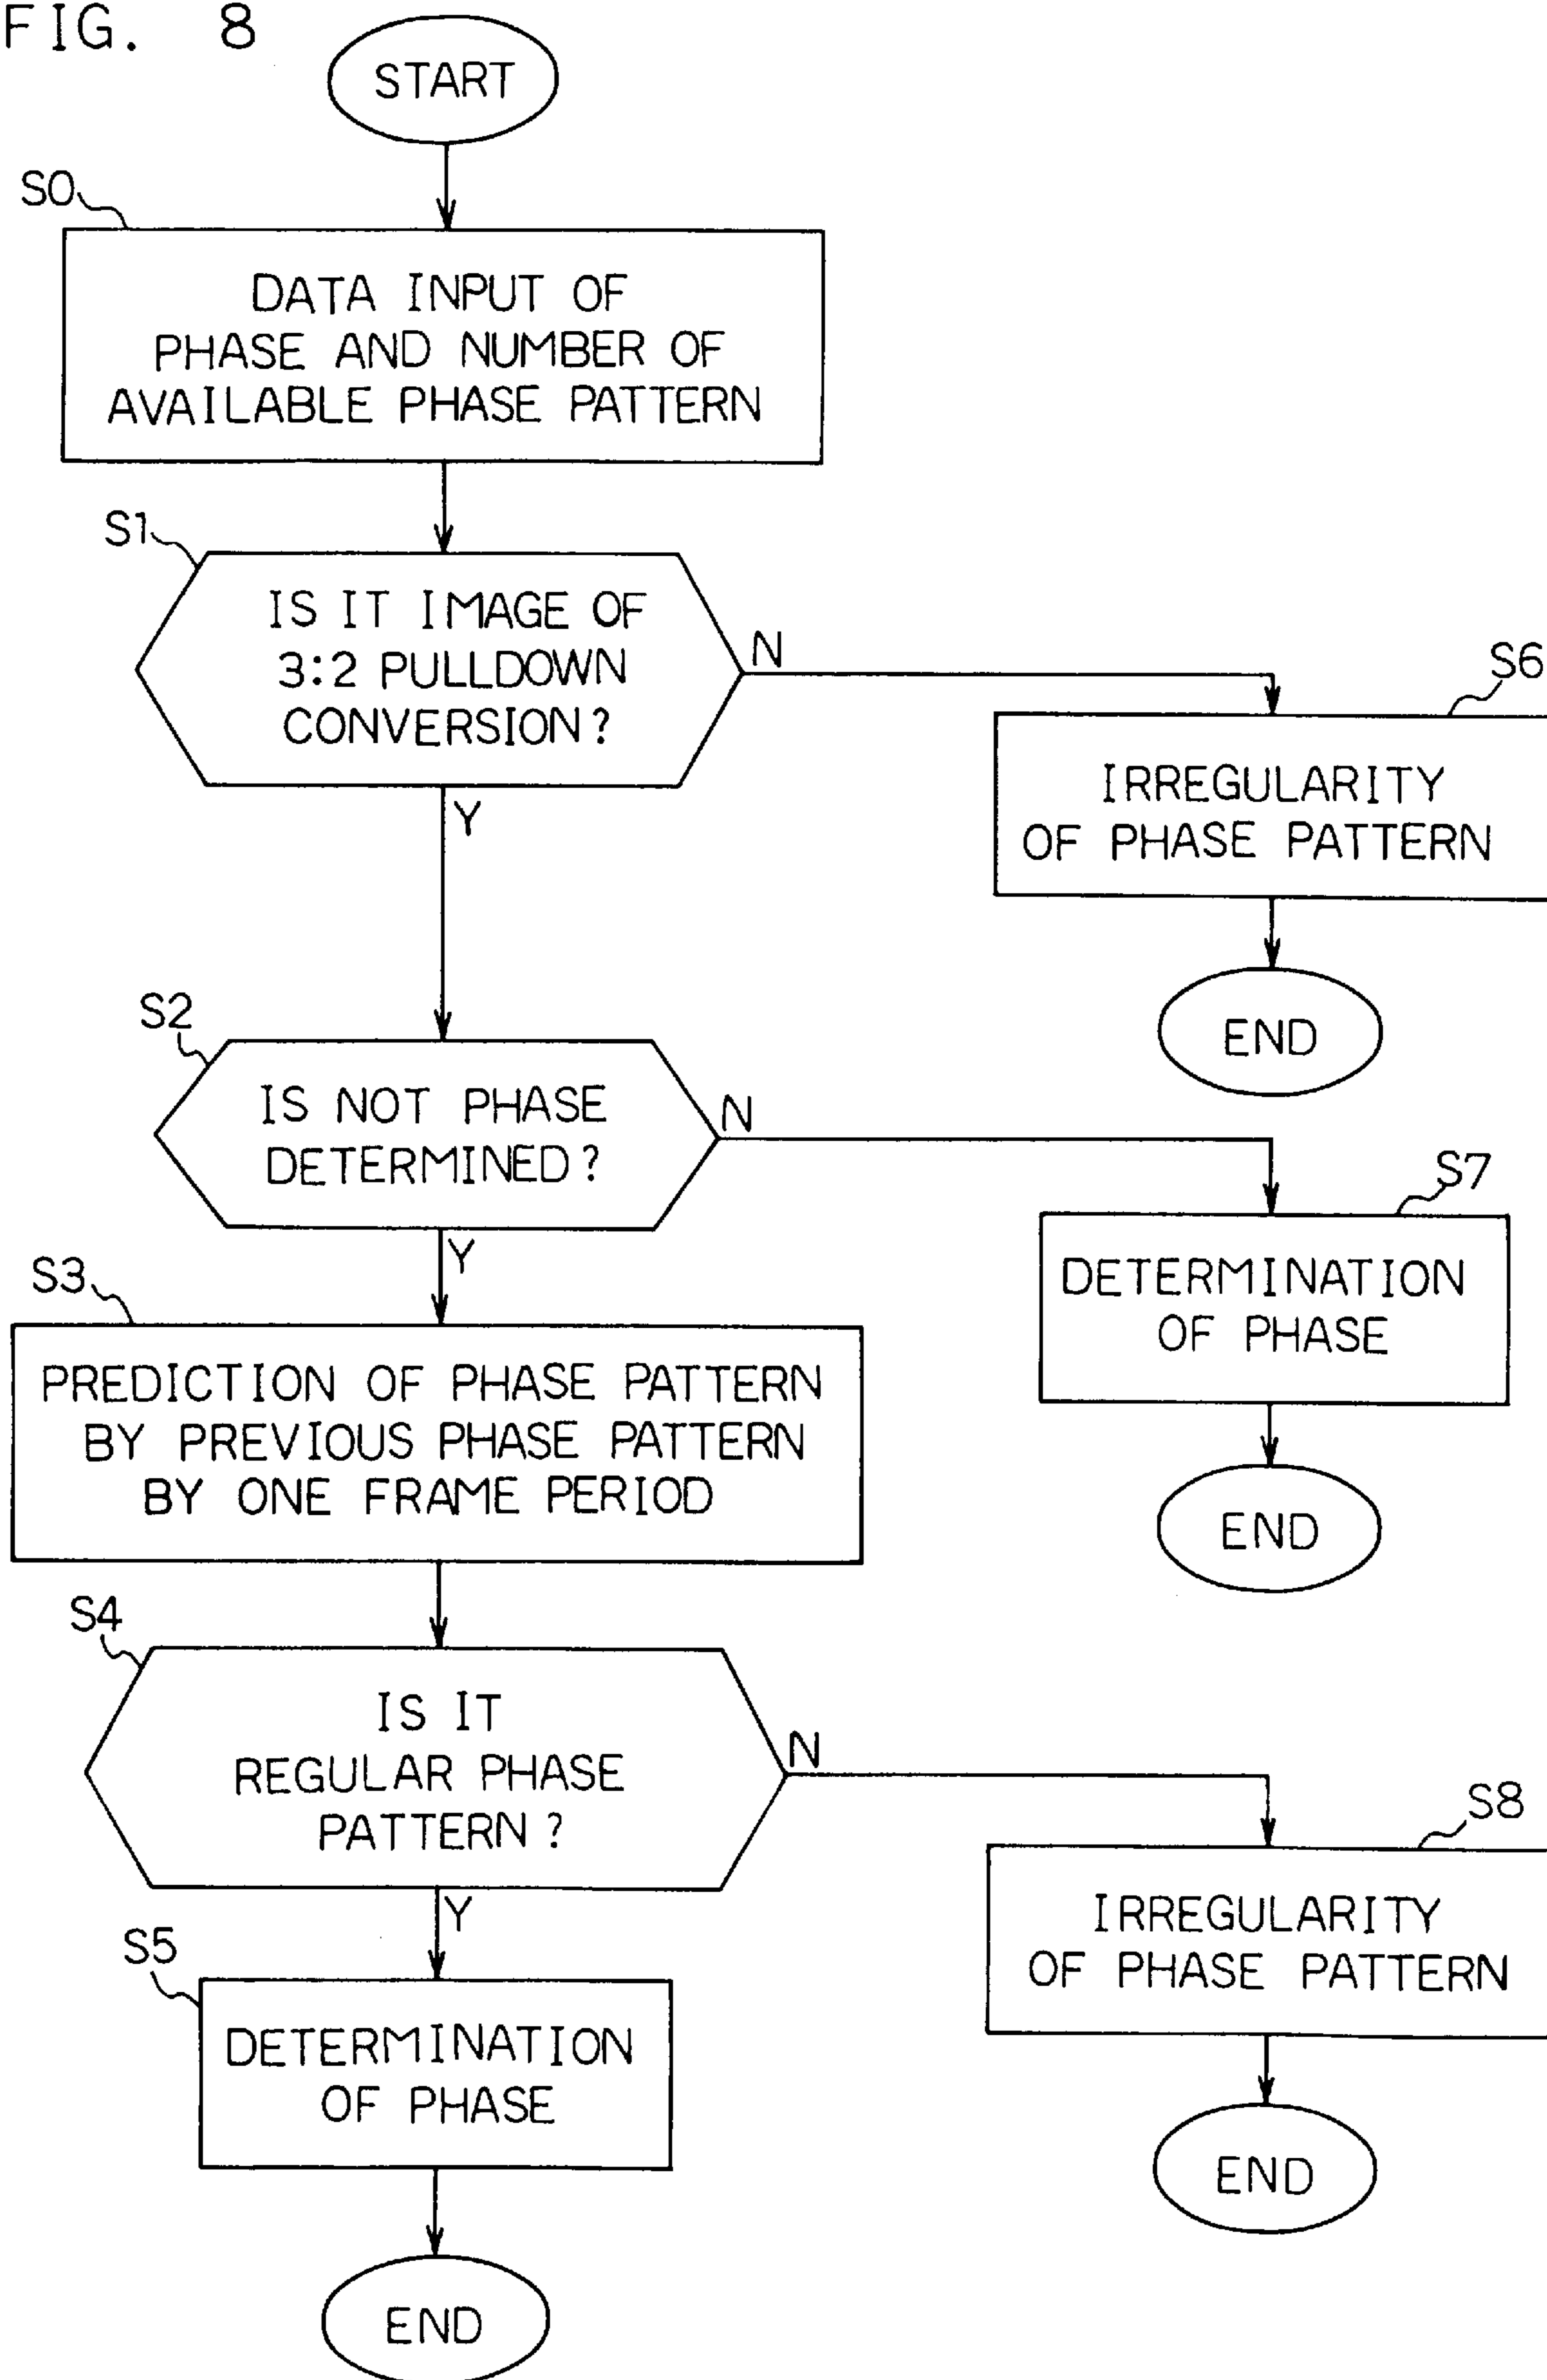 FIG. 8
START
S0
DATA INPUT OF
PHASE AND NUMBER OF
AVAILABLE PHASE PATTERN
S1
IS IT IMAGE OF
3:2 PULLDOWN
CONVERSION?
N
Y
S6
IRREGULARITY
OF PHASE PATTERN
END
S2
IS NOT PHASE
DETERMINED?
N
Y
S7
DETERMINATION
OF PHASE
END
S3
PREDICTION OF PHASE PATTERN
BY PREVIOUS PHASE PATTERN
BY ONE FRAME PERIOD
S4
IS IT
REGULAR PHASE
PATTERN?
N
Y
S8
IRREGULARITY
OF PHASE PATTERN
END
S5
DETERMINATION
OF PHASE
END